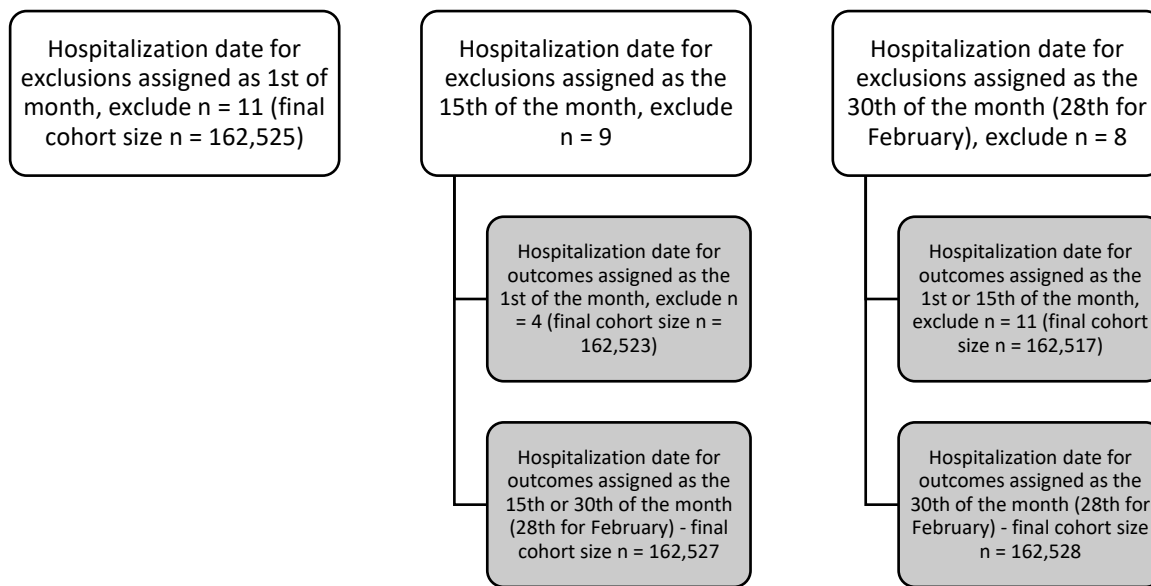 Hospitalization date for
exclusions assigned as 1st of
month, exclude n = 11 (final
cohort size n = 162,525)
Hospitalization date for
exclusions assigned as the
15th of the month, exclude
n = 9
Hospitalization date for
outcomes assigned as the
1st of the month, exclude n
= 4 (final cohort size n =
162,523)
Hospitalization date for
outcomes assigned as the
15th or 30th of the month
(28th for February) - final
cohort size n = 162,527
Hospitalization date for
exclusions assigned as the
30th of the month (28th for
February), exclude n = 8
Hospitalization date for
outcomes assigned as the
1st or 15th of the month,
exclude n = 11 (final cohort
size n = 162,517)
Hospitalization date for
outcomes assigned as the
30th of the month (28th for
February) - final cohort size
n = 162,528